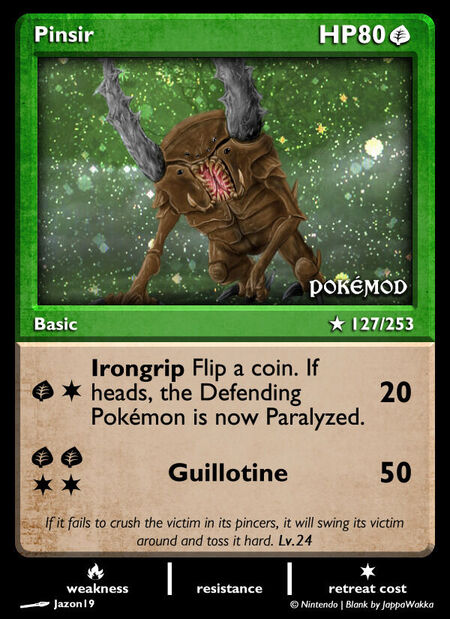 Pinsir
HP80
POKÉMOD
Basic
★ 127/253
Irongrip Flip a coin. If
heads, the Defending
Pokémon is now Paralyzed.
20
Guillotine
50
If it fails to crush the victim in its pincers, it will swing its victim
around and toss it hard. Lv.24
weakness
resistance
retreat cost
Jazon19
© Nintendo | Blank by JappaWakka